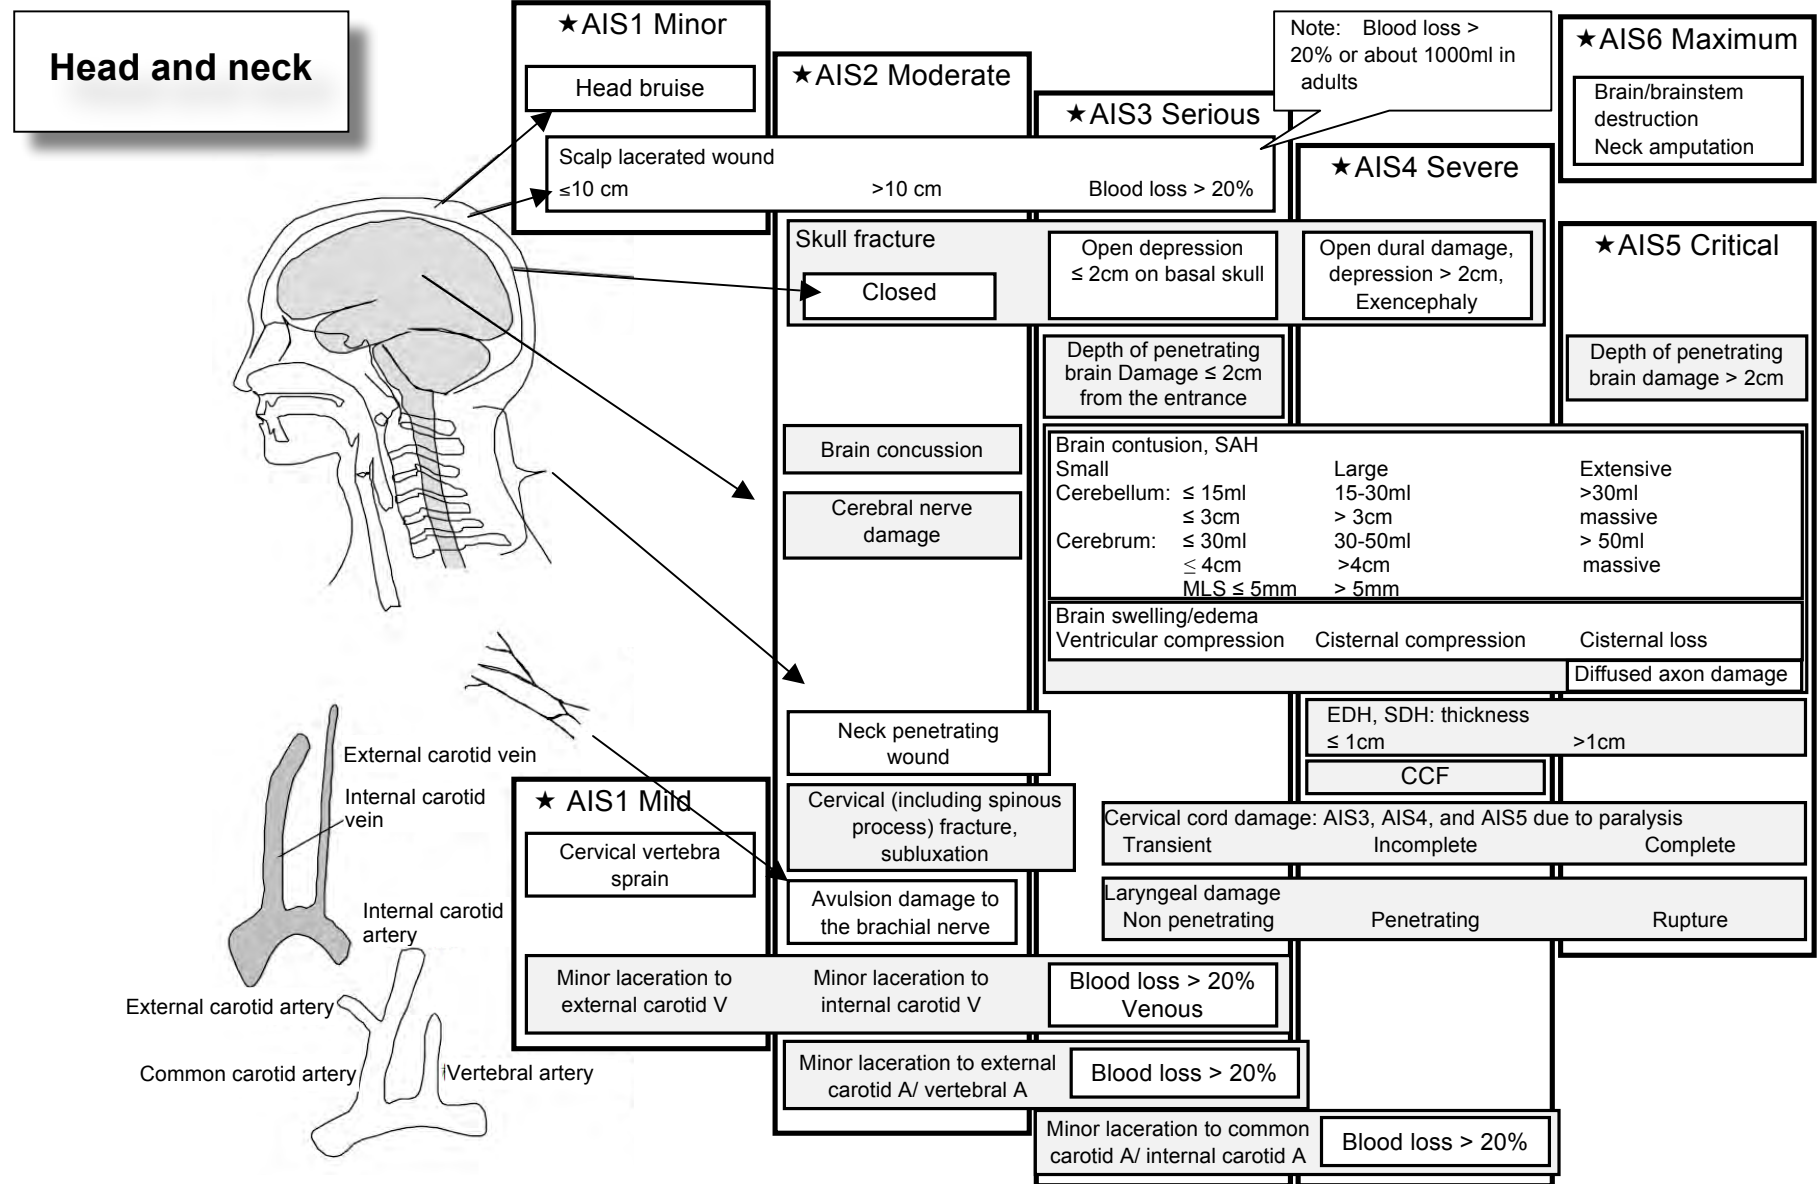 Head and neck
★AIS1 Minor
Head bruise
★AIS2 Moderate
★AIS3 Serious
Note: Blood loss >
20% or about 1000ml in
adults
★AIS6 Maximum
Brain/brainstem
destruction
Neck amputation
Scalp lacerated wound
≤10 cm >10 cm Blood loss > 20%
★AIS4 Severe
★AIS5 Critical
Skull fracture
Closed
Open depression
≤ 2cm on basal skull
Open dural damage,
depression > 2cm,
Exencephaly
Depth of penetrating
brain Damage ≤ 2cm
from the entrance
Depth of penetrating
brain damage > 2cm
Brain concussion
Cerebral nerve
damage
Brain contusion, SAH
Small Large Extensive
Cerebellum: ≤ 15ml 15-30ml >30ml
≤ 3cm > 3cm massive
Cerebrum: ≤ 30ml 30-50ml > 50ml
≤ 4cm >4cm massive
MLS ≤ 5mm > 5mm
Brain swelling/edema
Ventricular compression Cisternal compression Cisternal loss
Diffused axon damage
EDH, SDH: thickness
≤ 1cm >1cm
CCF
Neck penetrating
wound
Cervical (including spinous
process) fracture,
subluxation
Cervical cord damage: AIS3, AIS4, and AIS5 due to paralysis
Transient Incomplete Complete
★ AIS1 Mild
Cervical vertebra
sprain
Avulsion damage to
the brachial nerve
Laryngeal damage
Non penetrating Penetrating Rupture
External carotid vein
Internal carotid
vein
Internal carotid
artery
External carotid artery
Common carotid artery
Vertebral artery
Minor laceration to
external carotid V
Minor laceration to
internal carotid V
Blood loss > 20%
Venous
Minor laceration to external
carotid A/ vertebral A
Blood loss > 20%
Minor laceration to common
carotid A/ internal carotid A
Blood loss > 20%